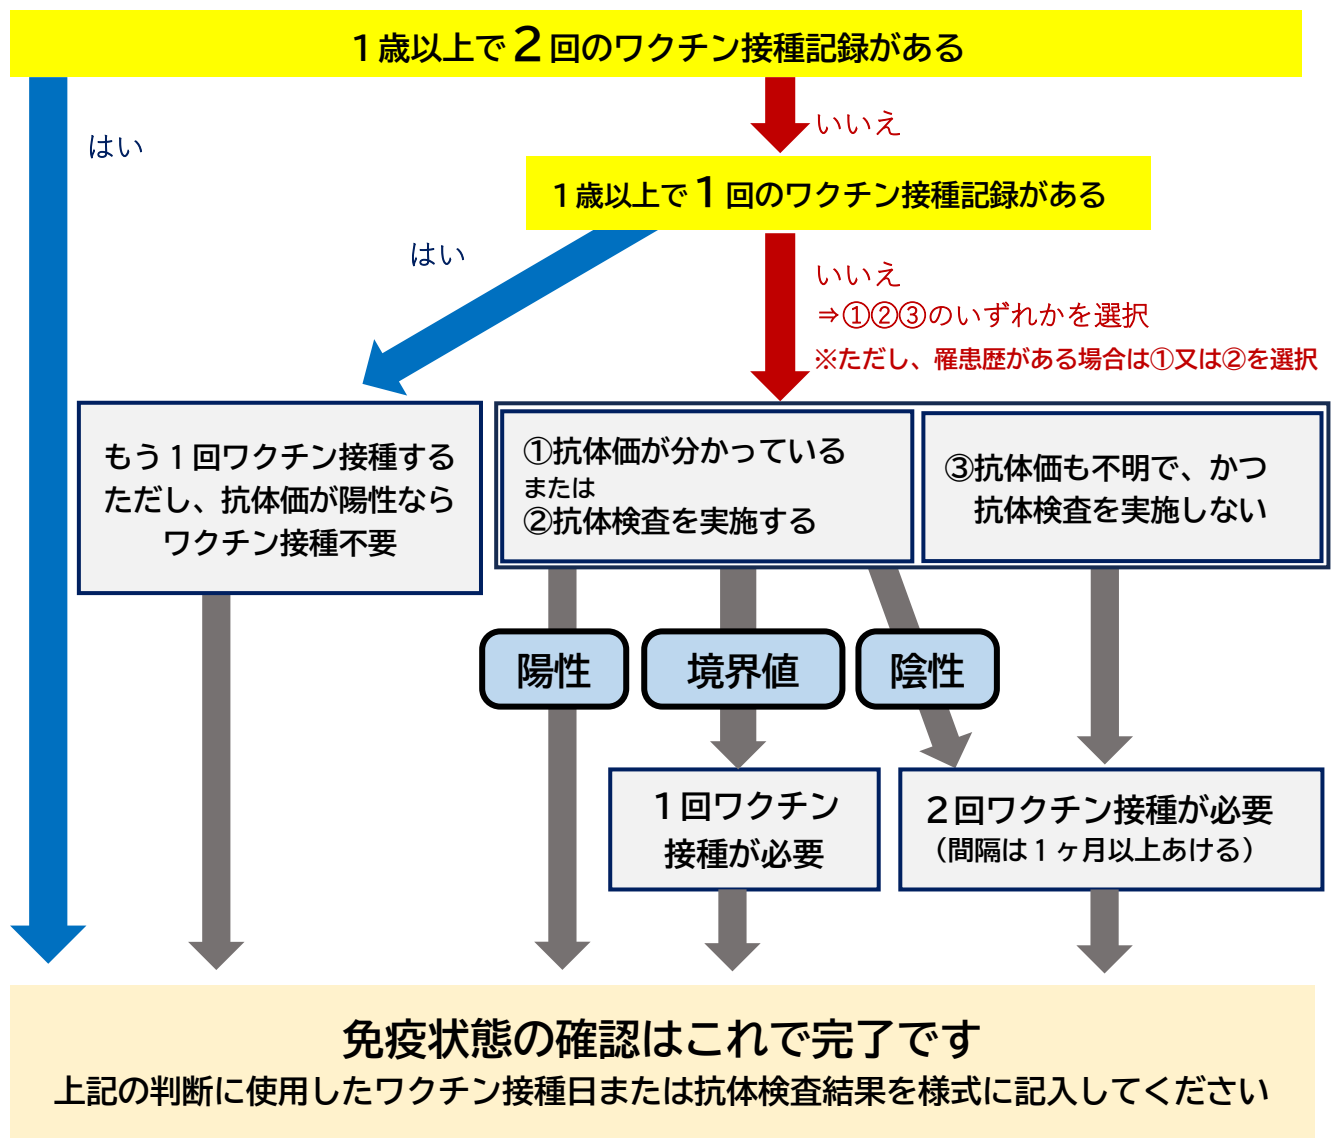 １歳以上で２回のワクチン接種記録がある
はい
いいえ
１歳以上で１回のワクチン接種記録がある
はい
いいえ
⇒①②③のいずれかを選択
※ただし、罹患歴がある場合は①又は②を選択
もう１回ワクチン接種する
ただし、抗体価が陽性なら
ワクチン接種不要
①抗体価が分かっている
または
②抗体検査を実施する
③抗体価も不明で、かつ
抗体検査を実施しない
陽性
境界値
陰性
１回ワクチン
接種が必要
２回ワクチン接種が必要
（間隔は１ヶ月以上あける）
免疫状態の確認はこれで完了です
上記の判断に使用したワクチン接種日または抗体検査結果を様式に記入してください